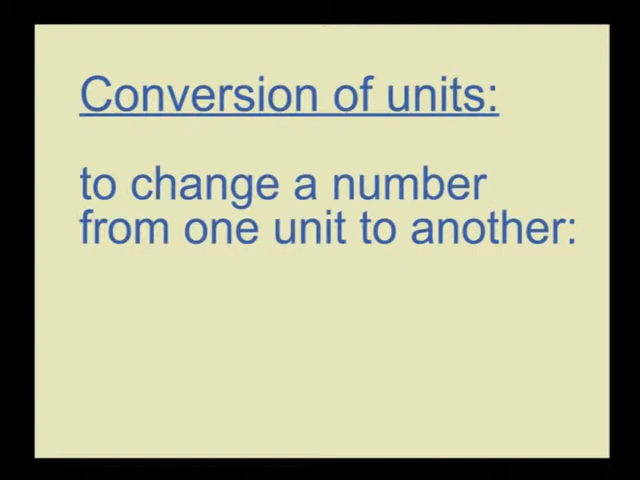 Conversion of units:
to change a number
from one unit to another: